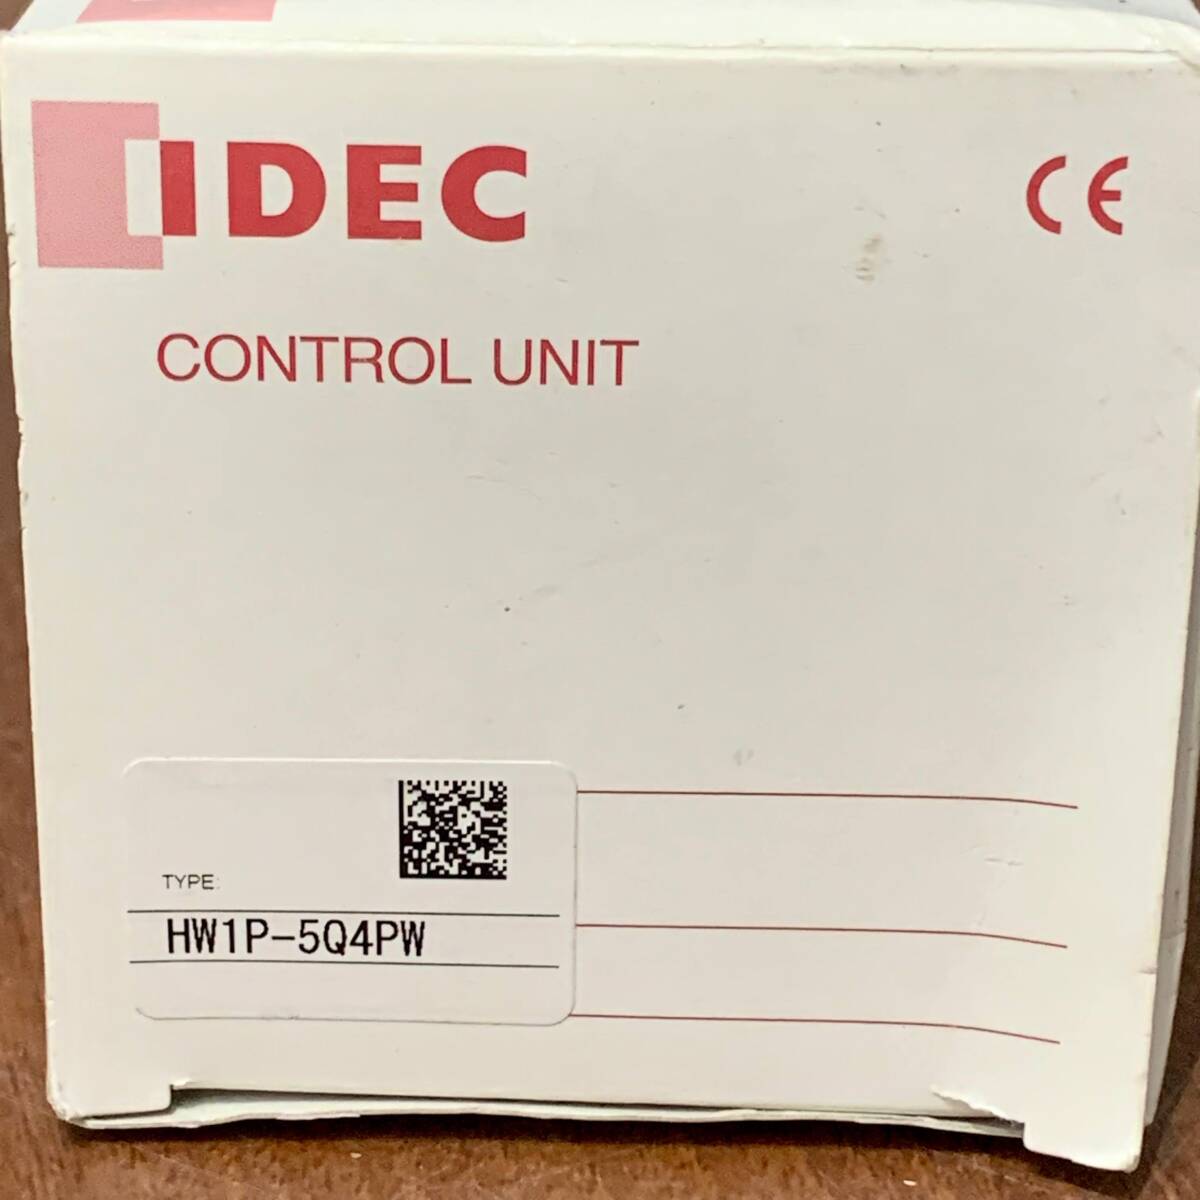 IDEC
CE
CONTROL UNIT
TYPE:
HW1P-5Q4PW